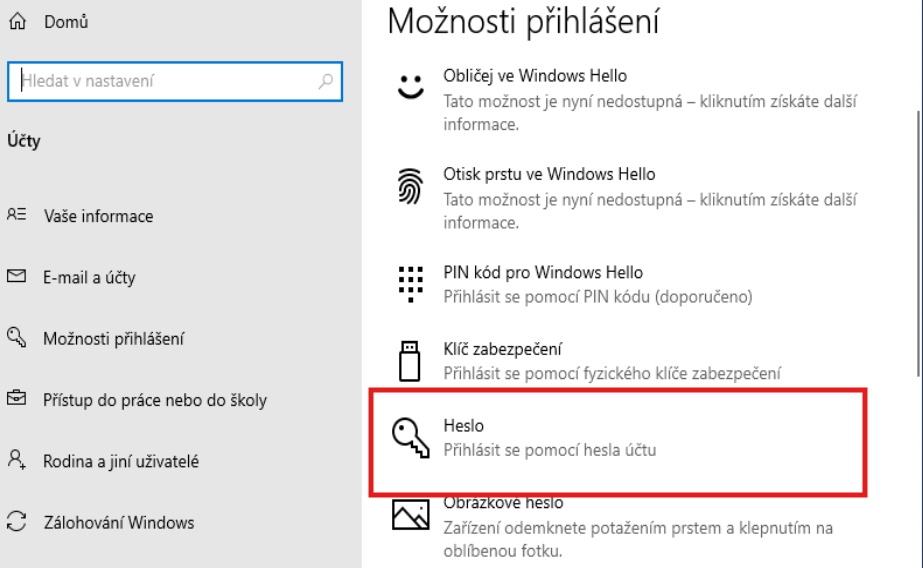 Domů
Hledat v nastavení
Účty
Vaše informace
E-mail a účty
Možnosti přihlášení
Přístup do práce nebo do školy
Rodina a jiní uživatelé
Zálohování Windows
Možnosti přihlášení
Obličej ve Windows Hello
Tato možnost je nyní nedostupná – kliknutím získáte další
informace.
Otisk prstu ve Windows Hello
Tato možnost je nyní nedostupná – kliknutím získáte další
informace.
PIN kód pro Windows Hello
Přihlásit se pomocí PIN kódu (doporučeno)
Klíč zabezpečení
Přihlásit se pomocí fyzického klíče zabezpečení
Heslo
Přihlásit se pomocí hesla účtu
Obrázkové heslo
Zařízení odemknete potažením prstem a klepnutím na
oblíbenou fotku.